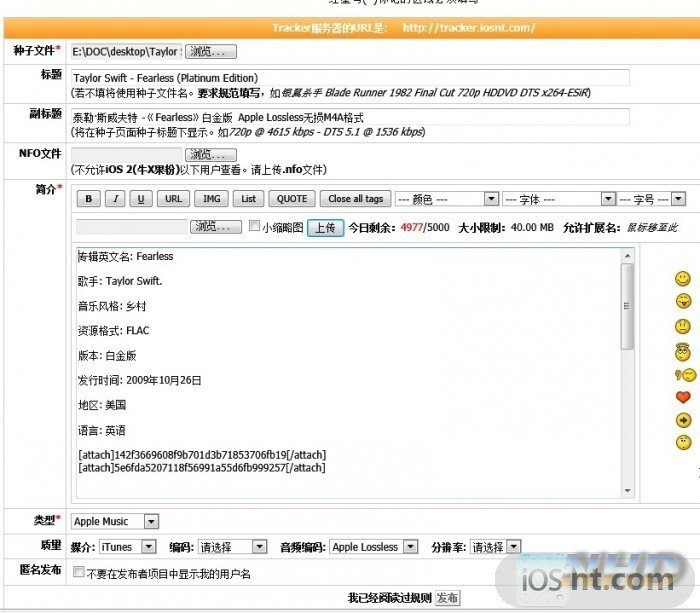 Tracker服务器的URL是: http://tracker.iosnt.com/
种子文件* E:\DOC\desktop\Taylor 浏览...
标题 Taylor Swift - Fearless (Platinum Edition)
(若不填将使用种子文件名。要求规范填写，如银翼杀手 Blade Runner 1982 Final Cut 720p HDDVD DTS x264-ESiR)
副标题 泰勒·斯威夫特 -《Fearless》白金版 Apple Lossless无损M4A格式
(将在种子页面种子标题下显示。如720p @ 4615 kbps - DTS 5.1 @ 1536 kbps)
NFO文件 浏览...
(不允许iOS 2(牛X果粉)以下用户查看。请上传.nfo文件)
简介* B I U URL IMG List QUOTE Close all tags --- 颜色 --- --- 字体 --- --- 字号 ---
浏览... 小缩略图 上传 今日剩余: 4977/5000 大小限制: 40.00 MB 允许扩展名: 鼠标移至此
专辑英文名: Fearless
歌手: Taylor Swift.
音乐风格: 乡村
资源格式: FLAC
版本: 白金版
发行时间: 2009年10月26日
地区: 美国
语言: 英语
[attach]142f3669608f9b701d3b71853706fb19[/attach]
[attach]5e6fda5207118f56991a55d6fb999257[/attach]
类型* Apple Music
质量 媒介: iTunes 编码: 请选择 音频编码: Apple Lossless 分辨率: 请选择
匿名发布 不要在发布者项目中显示我的用户名
我已经阅读过规则 发布
iOSnt.com